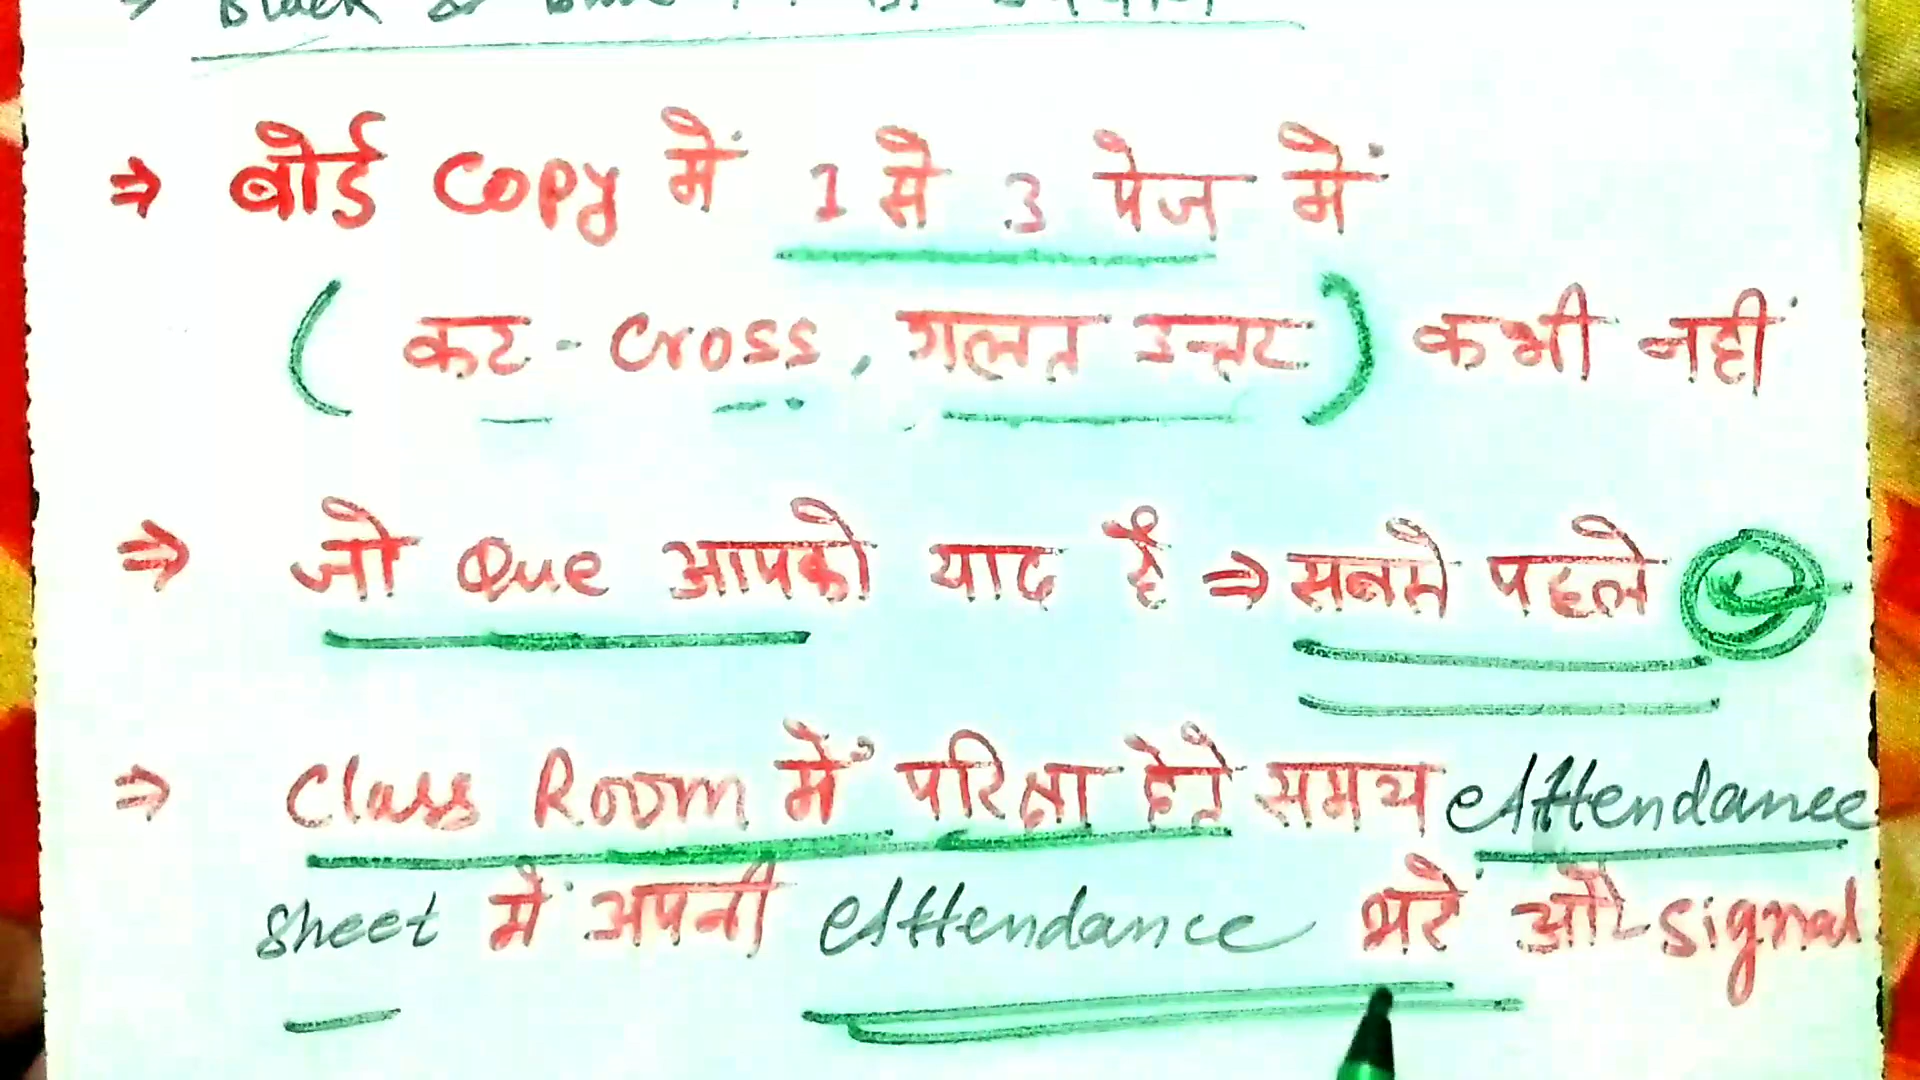 ⇒ बोर्ड Copy में 1 से 3 पेज में
( कट - Cross, गलत उत्तर ) कभी नहीं
⇒ जो Que आपको याद है ⇒ सबसे पहले
⇒ Class Room में परिक्षा देते समय Attendance
Sheet में अपनी Attendance भरें और signal